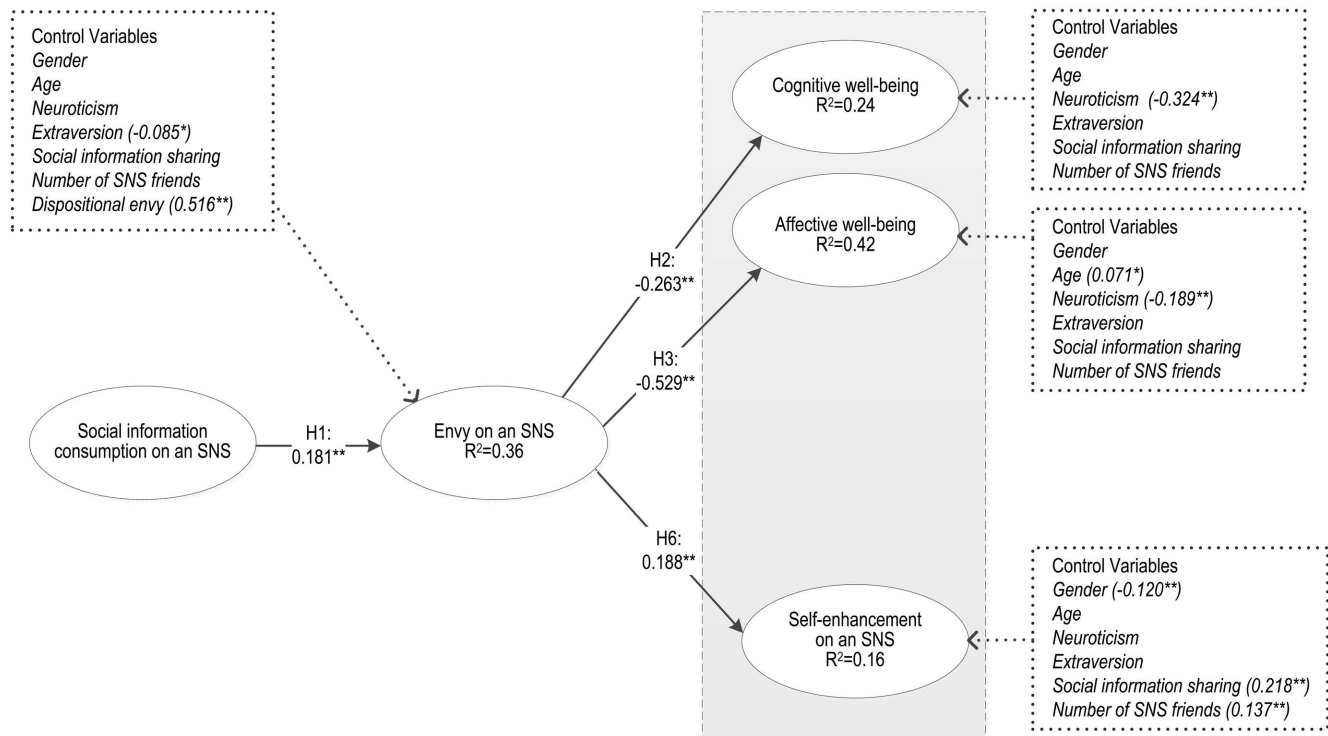 Control Variables
Gender
Age
Neuroticism
Extraversion (-0.085*)
Social information sharing
Number of SNS friends
Dispositional envy (0.516**)
Social information
consumption on an SNS
H1:
0.181**
Envy on an SNS
R²=0.36
H2:
-0.263**
H3:
-0.529**
H6:
0.188**
Cognitive well-being
R²=0.24
Affective well-being
R²=0.42
Self-enhancement
on an SNS
R²=0.16
Control Variables
Gender
Age
Neuroticism (-0.324**)
Extraversion
Social information sharing
Number of SNS friends
Control Variables
Gender
Age (0.071*)
Neuroticism (-0.189**)
Extraversion
Social information sharing
Number of SNS friends
Control Variables
Gender (-0.120**)
Age
Neuroticism
Extraversion
Social information sharing (0.218**)
Number of SNS friends (0.137**)